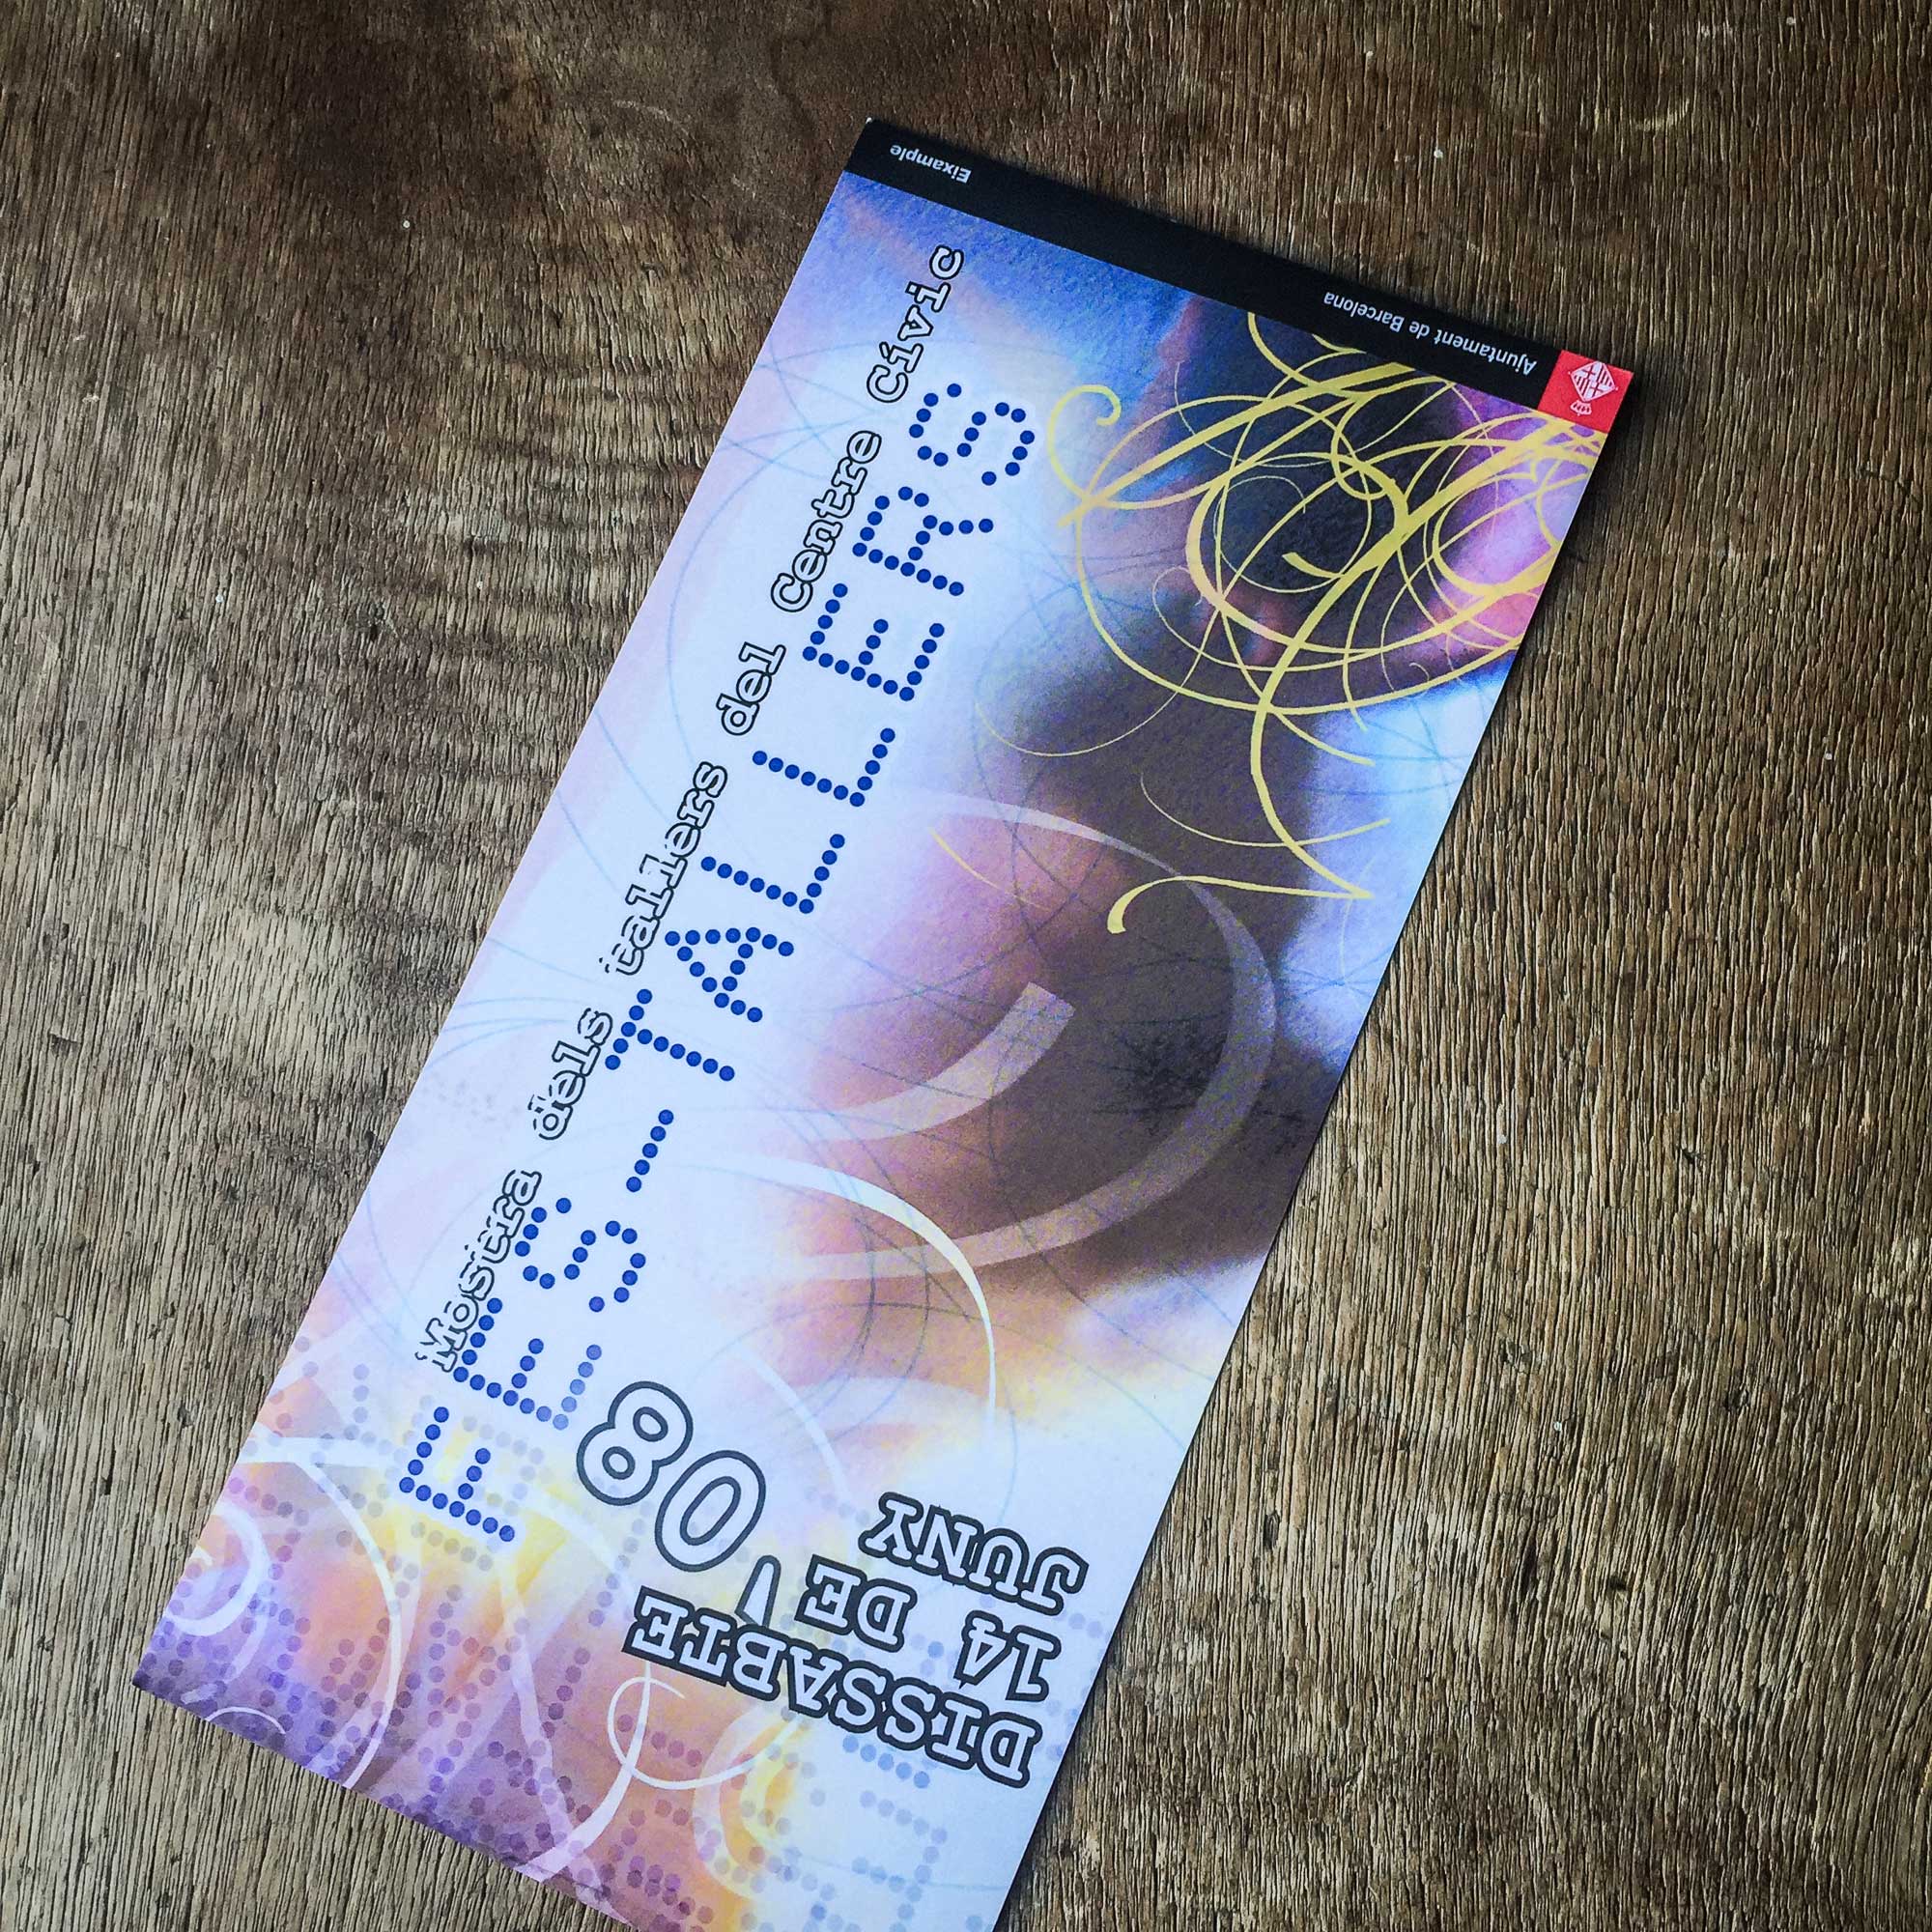 DISSABTE
14 DE
JUNY
'08
FES-TALLERS
Mostra dels tallers del Centre Cívic
Ajuntament de Barcelona
Eixample